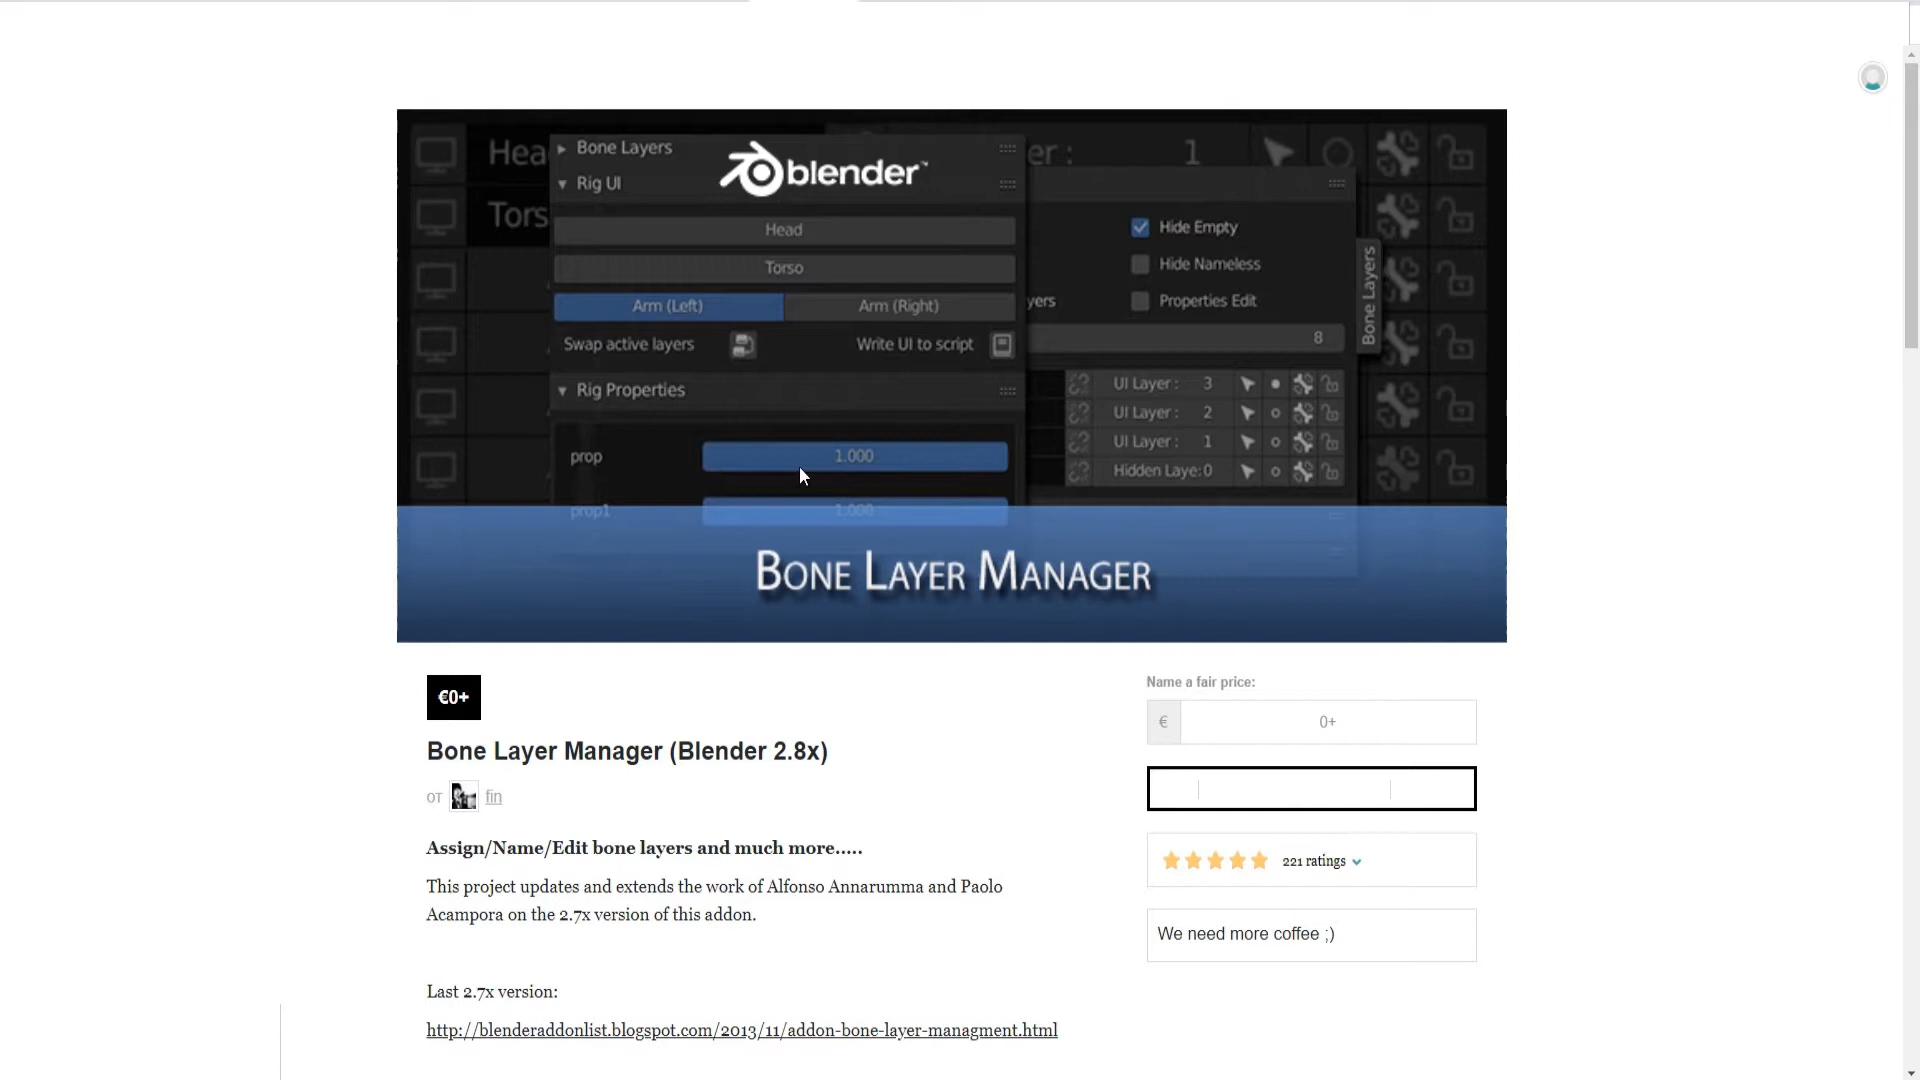 Hea
Tors
er :
1
Bone Layers
blender™
Rig UI
Head
Torso
Arm (Left)
Arm (Right)
Swap active layers
Write UI to script
Rig Properties
prop
1.000
prop1
1.000
Hide Empty
Hide Nameless
yers
Properties Edit
8
Bone Layers
UI Layer : 3
UI Layer : 2
UI Layer : 1
Hidden Laye: 0
BONE LAYER MANAGER
€0+
Bone Layer Manager (Blender 2.8x)
от fin
Assign/Name/Edit bone layers and much more.....
This project updates and extends the work of Alfonso Annarumma and Paolo
Acampora on the 2.7x version of this addon.
Last 2.7x version:
http://blenderaddonlist.blogspot.com/2013/11/addon-bone-layer-managment.html
Name a fair price:
€ 0+
221 ratings
We need more coffee ;)